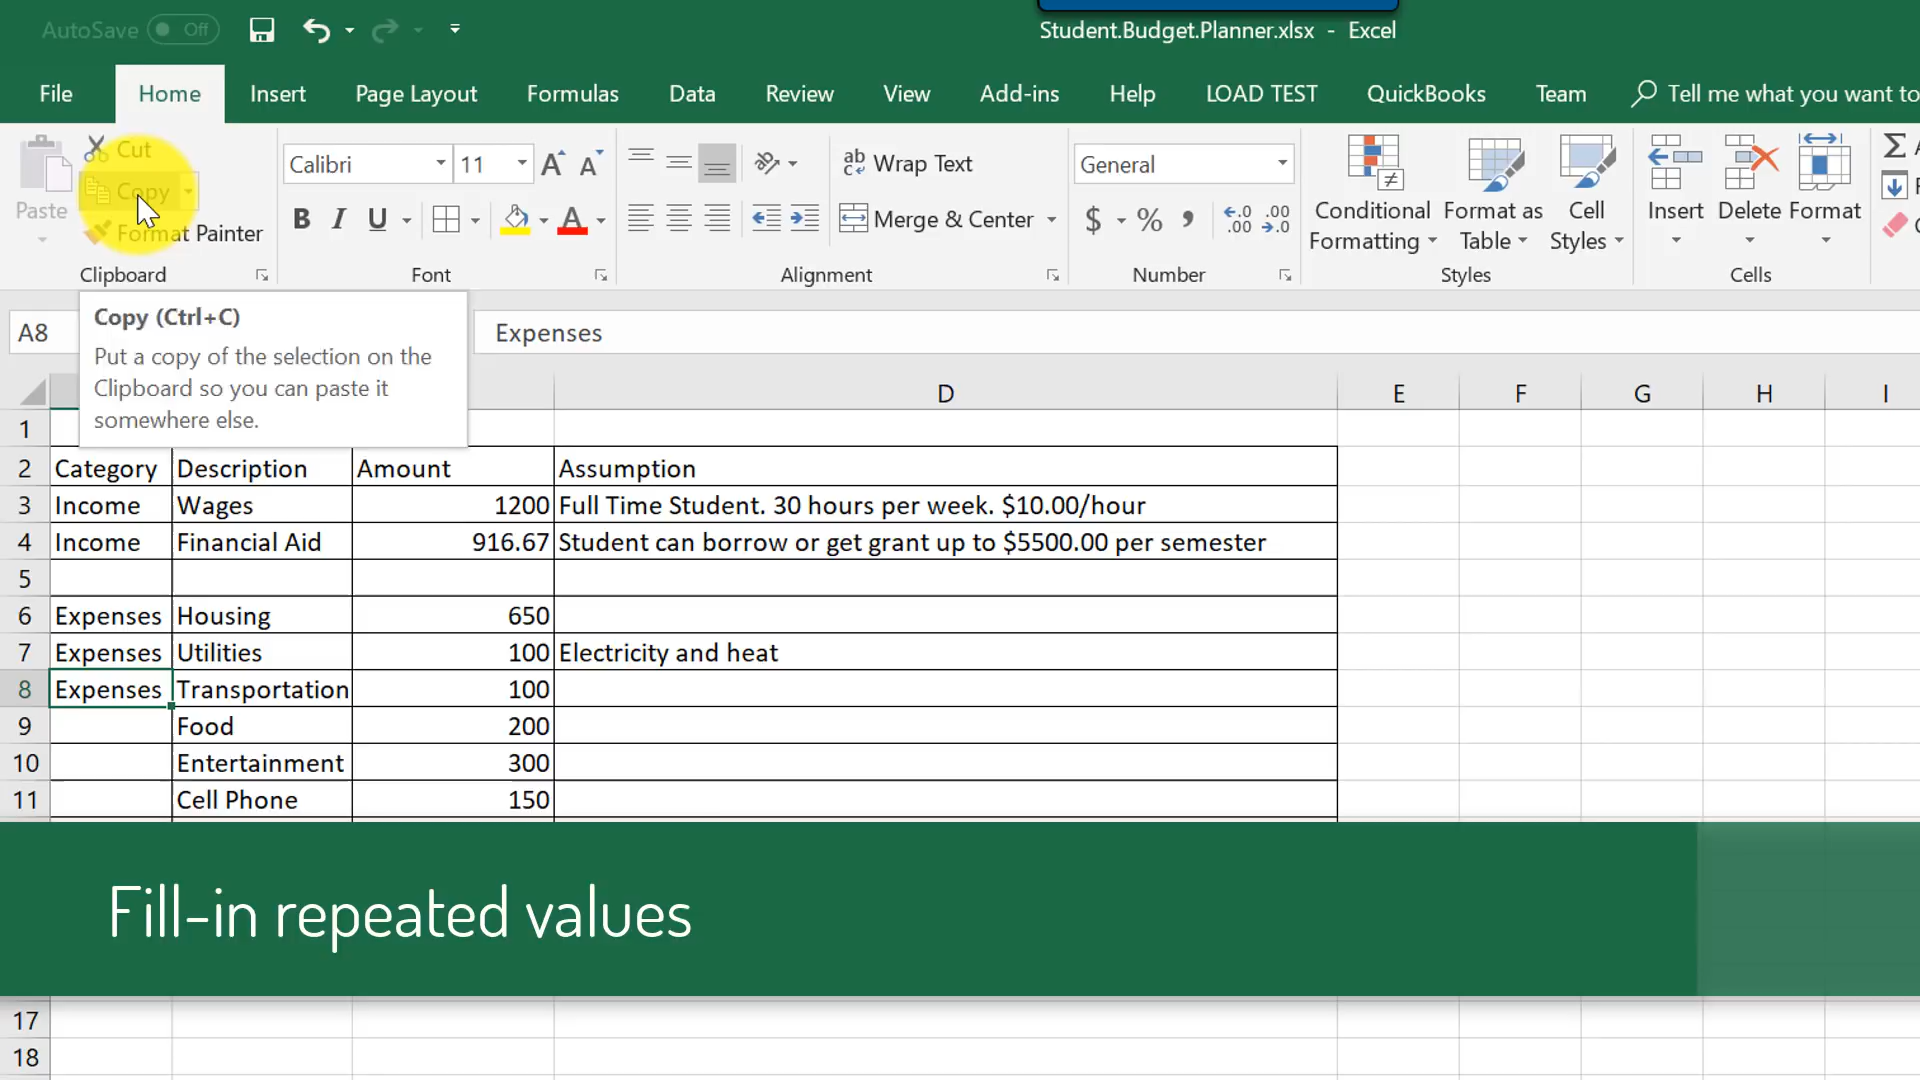 AutoSave Off
Student.Budget.Planner.xlsx - Excel
File Home Insert Page Layout Formulas Data Review View Add-ins Help LOAD TEST QuickBooks Team Tell me what you want to
Paste
Cut
Copy
Format Painter
Clipboard
Calibri 11 A A
B I U A
Font
ab Wrap Text
Merge & Center
Alignment
General
$ % , .0 .00 .00 .0
Number
Conditional Formatting
Format as Table
Cell Styles
Styles
Insert Delete Format
Cells
A8 Expenses
Copy (Ctrl+C)
Put a copy of the selection on the
Clipboard so you can paste it
somewhere else.
D E F G H I
1
2 Category Description Amount Assumption
3 Income Wages 1200 Full Time Student. 30 hours per week. $10.00/hour
4 Income Financial Aid 916.67 Student can borrow or get grant up to $5500.00 per semester
5
6 Expenses Housing 650
7 Expenses Utilities 100 Electricity and heat
8 Expenses Transportation 100
9 Food 200
10 Entertainment 300
11 Cell Phone 150
Fill-in repeated values
17
18